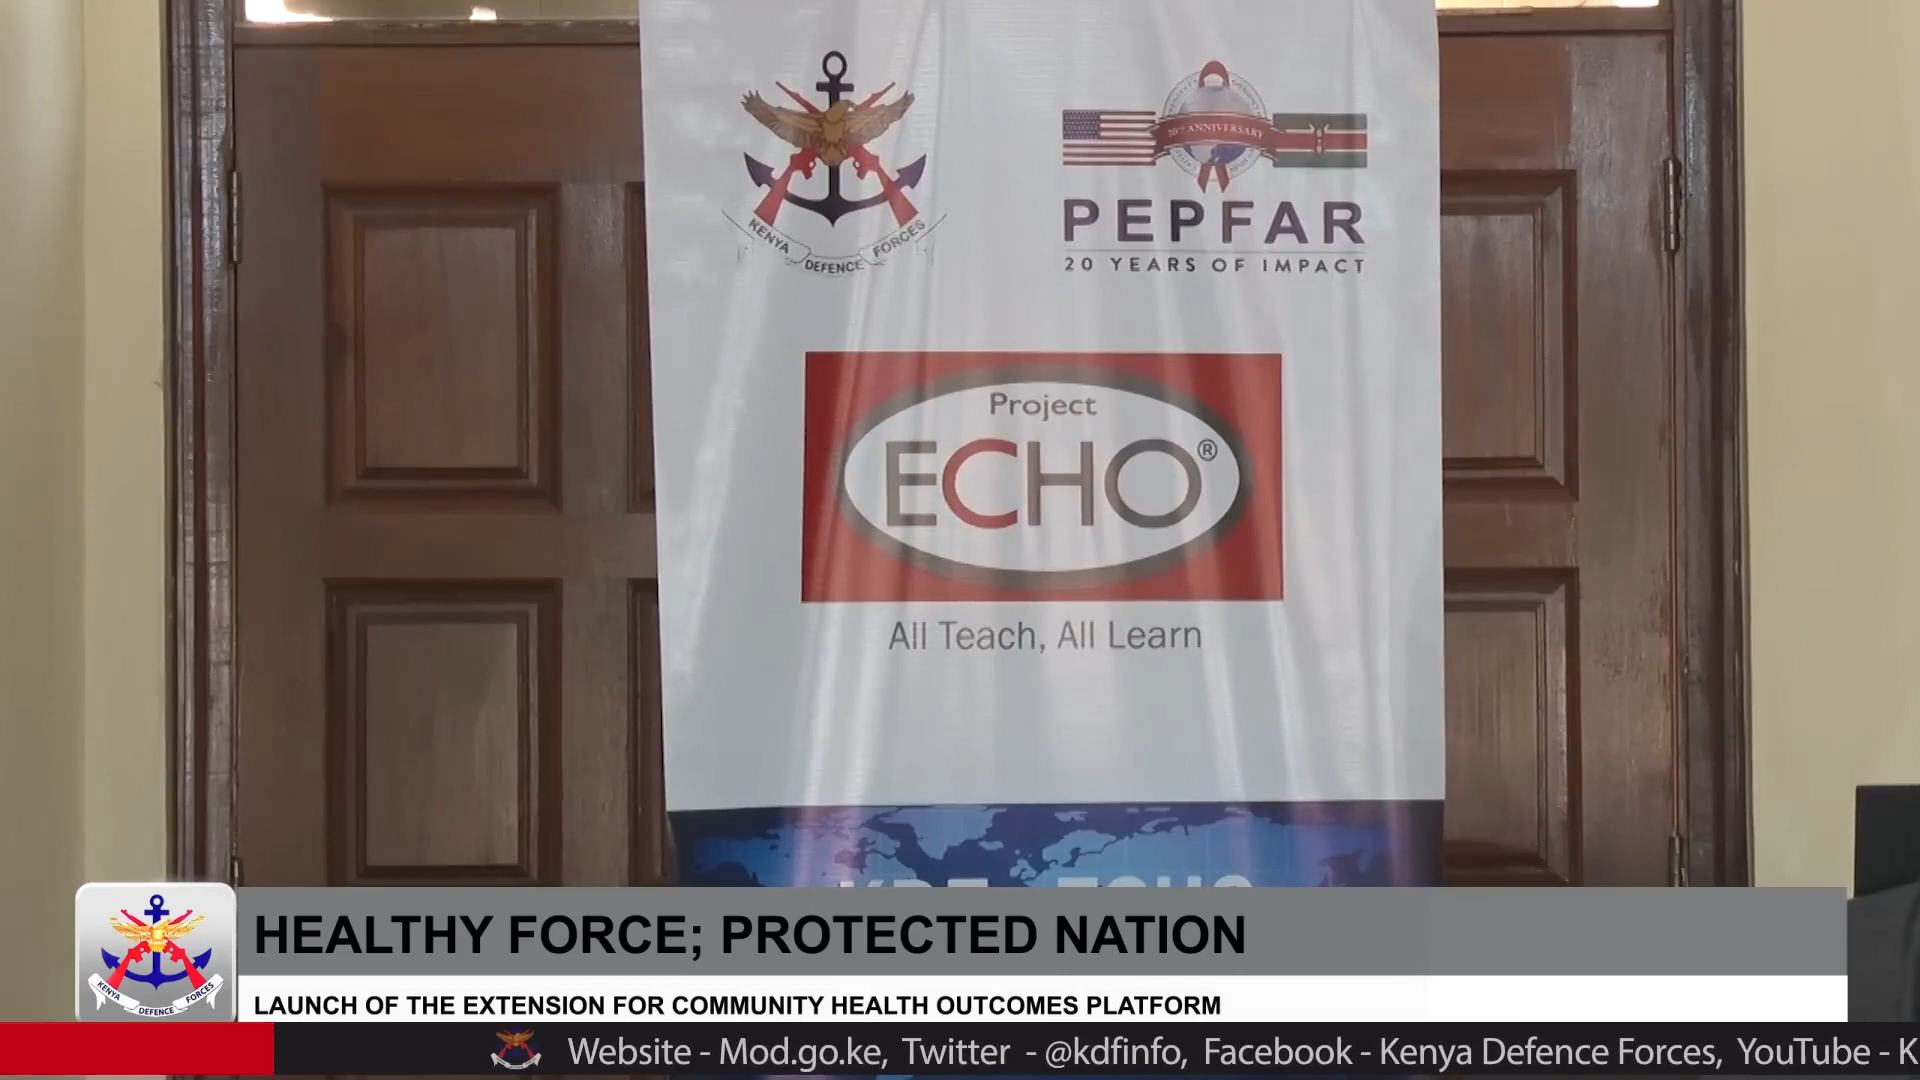 KENYA DEFENCE FORCES
20TH ANNIVERSARY
PEPFAR
20 YEARS OF IMPACT
Project
ECHO®
All Teach, All Learn
HEALTHY FORCE; PROTECTED NATION
LAUNCH OF THE EXTENSION FOR COMMUNITY HEALTH OUTCOMES PLATFORM
KENYA DEFENCE FORCES
Website - Mod.go.ke, Twitter - @kdfinfo, Facebook - Kenya Defence Forces, YouTube - K